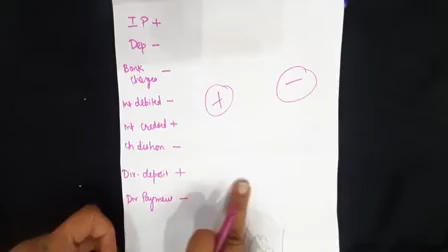 I P +
Dep -
Bank
charges -
Int debited -
Int credited +
ch dishon -
Dir. deposit +
Dir Payment -
+
-